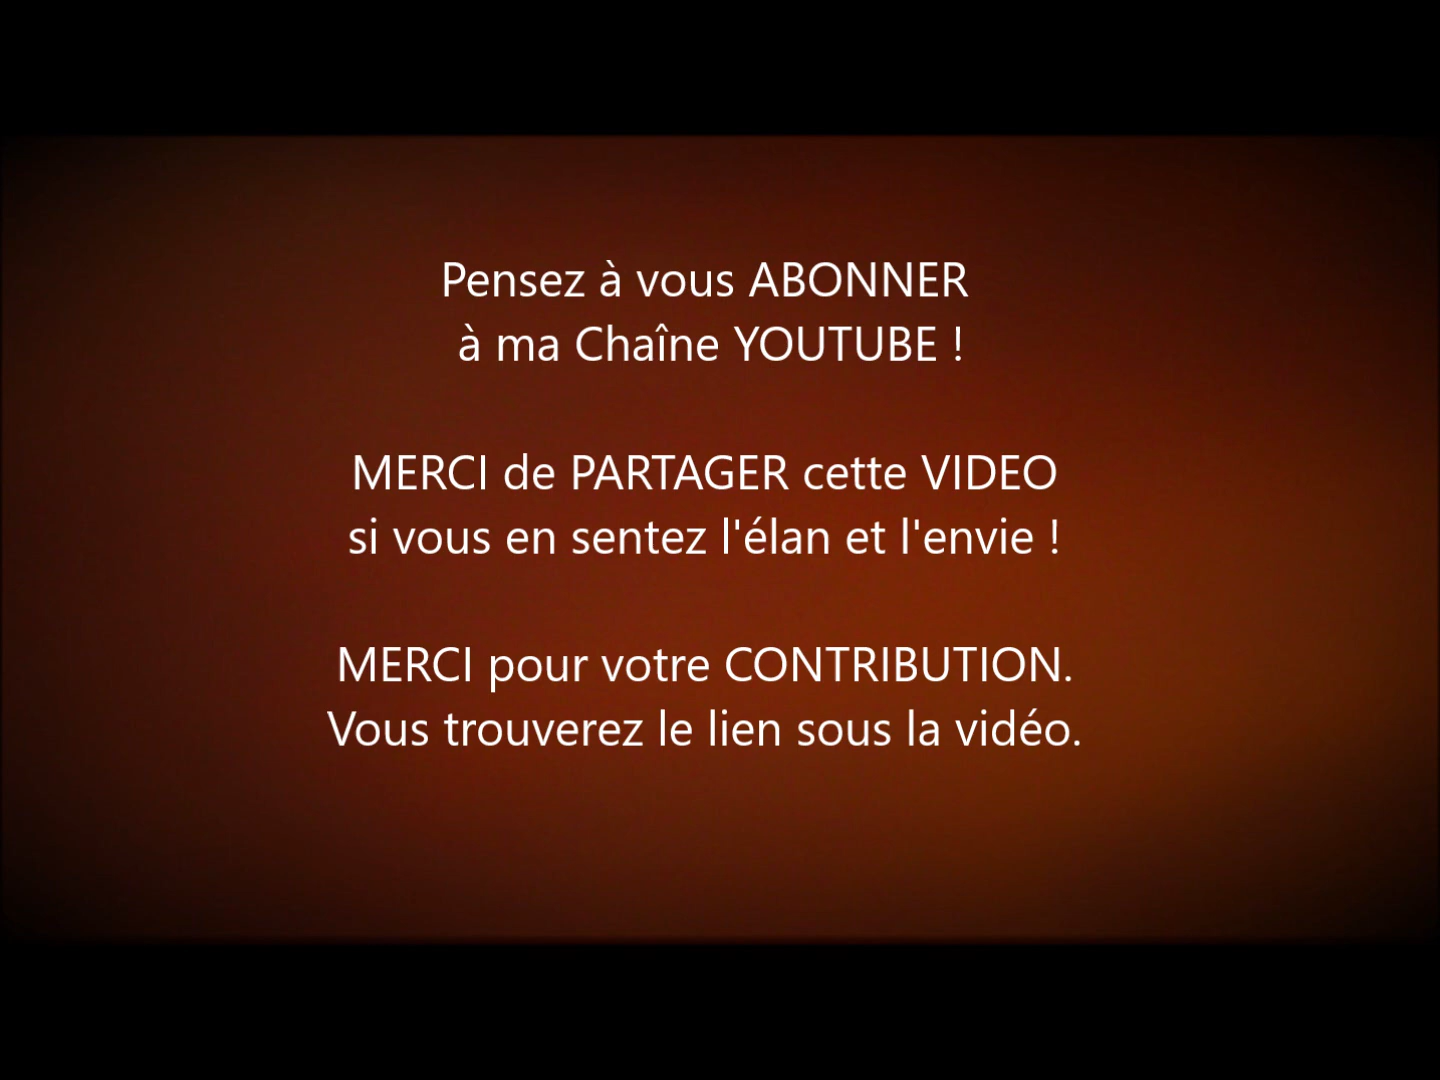 Pensez à vous ABONNER
à ma Chaîne YOUTUBE !
MERCI de PARTAGER cette VIDEO
si vous en sentez l'élan et l'envie !
MERCI pour votre CONTRIBUTION.
Vous trouverez le lien sous la vidéo.